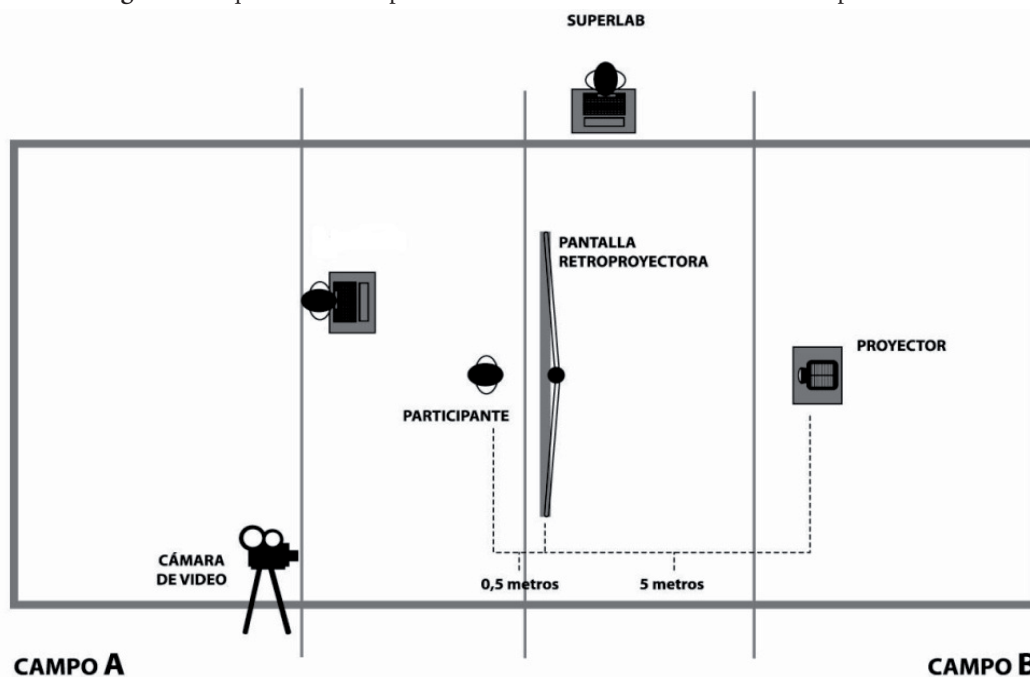 SUPERLAB
PANTALLA
RETROPROYECTORA
PROYECTOR
PARTICIPANTE
CÁMARA
DE VIDEO
0,5 metros
5 metros
CAMPO A
CAMPO B